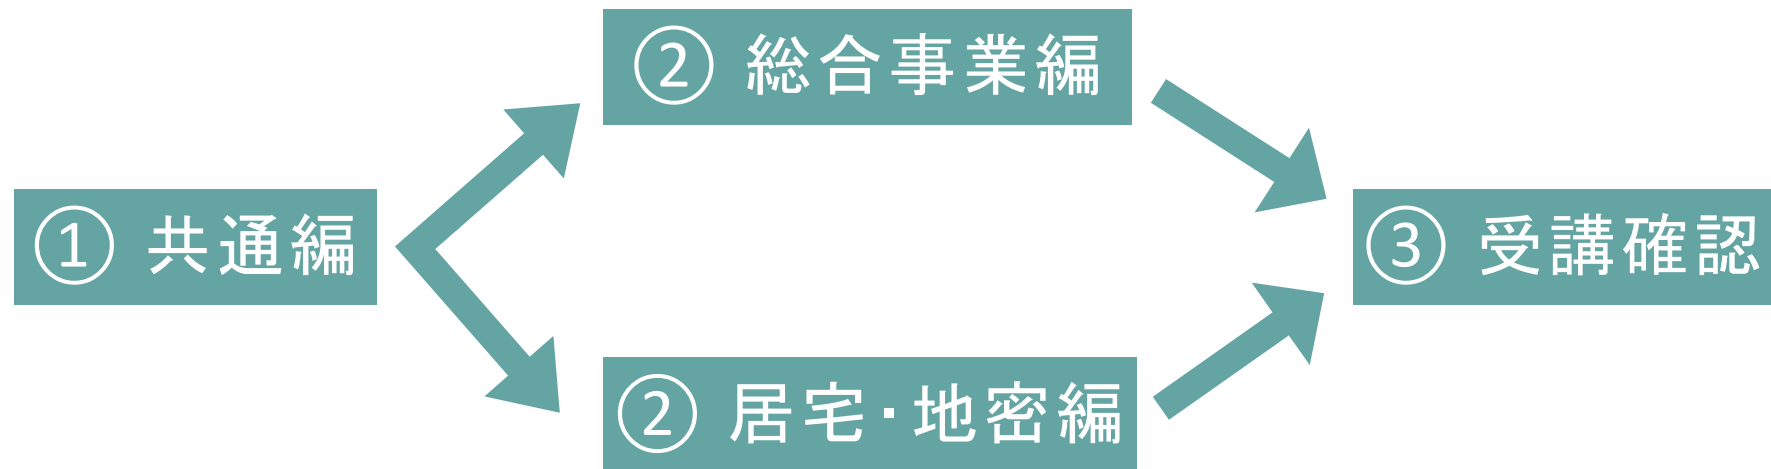 ① 共通編
② 総合事業編
② 居宅・地密編
③ 受講確認